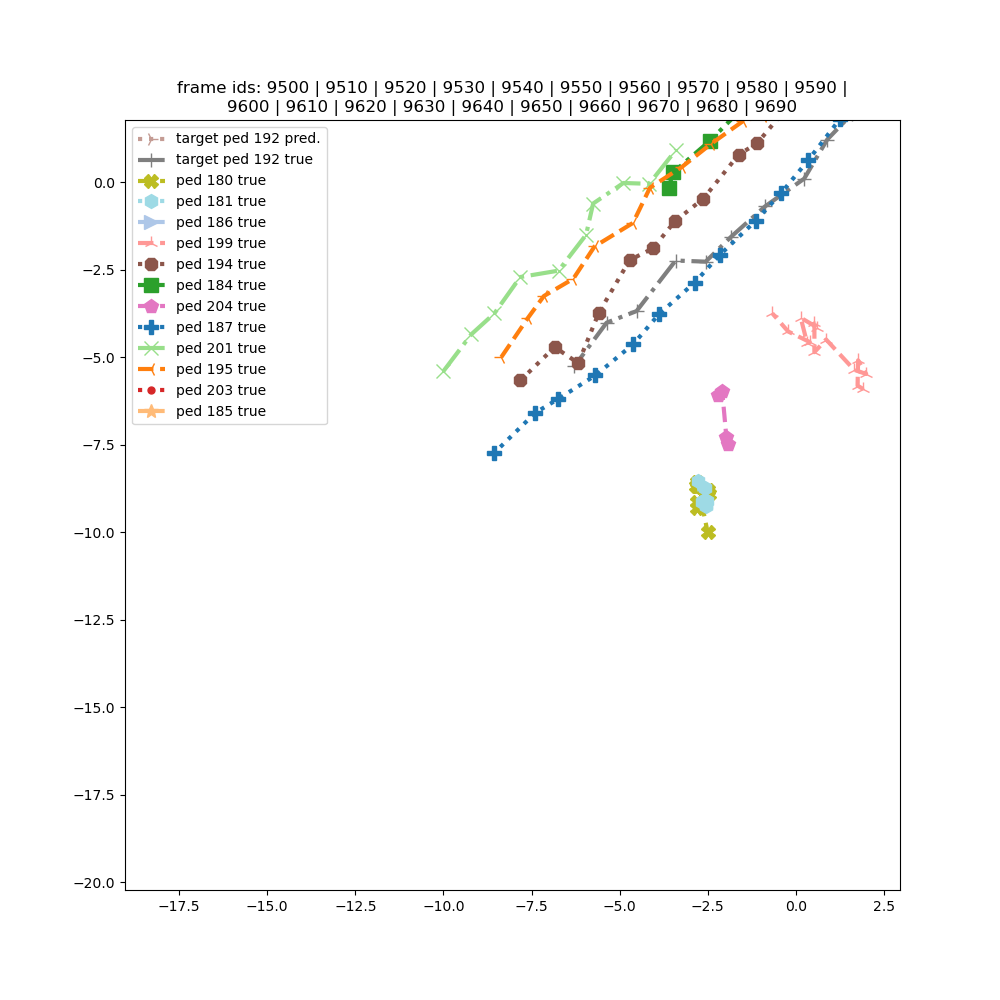 frame ids: 9500 | 9510 | 9520 | 9530 | 9540 | 9550 | 9560 | 9570 | 9580 | 9590 |
9600 | 9610 | 9620 | 9630 | 9640 | 9650 | 9660 | 9670 | 9680 | 9690
target ped 192 pred.
target ped 192 true
ped 180 true
ped 181 true
ped 186 true
ped 199 true
ped 194 true
ped 184 true
ped 204 true
ped 187 true
ped 201 true
ped 195 true
ped 203 true
ped 185 true
0.0
−2.5
−5.0
−7.5
−10.0
−12.5
−15.0
−17.5
−20.0
−17.5 −15.0 −12.5 −10.0 −7.5 −5.0 −2.5 0.0 2.5